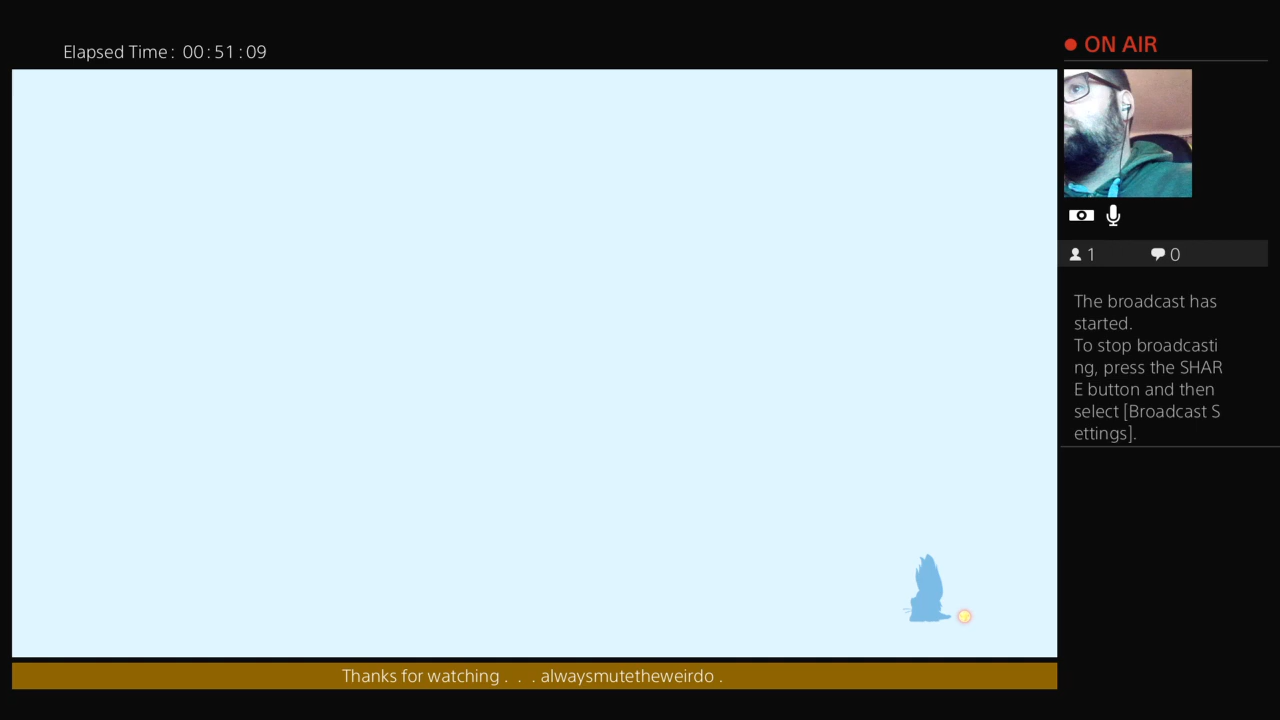 Elapsed Time: 00:51:09
ON AIR
1 0
The broadcast has
started.
To stop broadcasti
ng, press the SHAR
E button and then
select [Broadcast S
ettings].
Thanks for watching . . . alwaysmutetheweirdo .